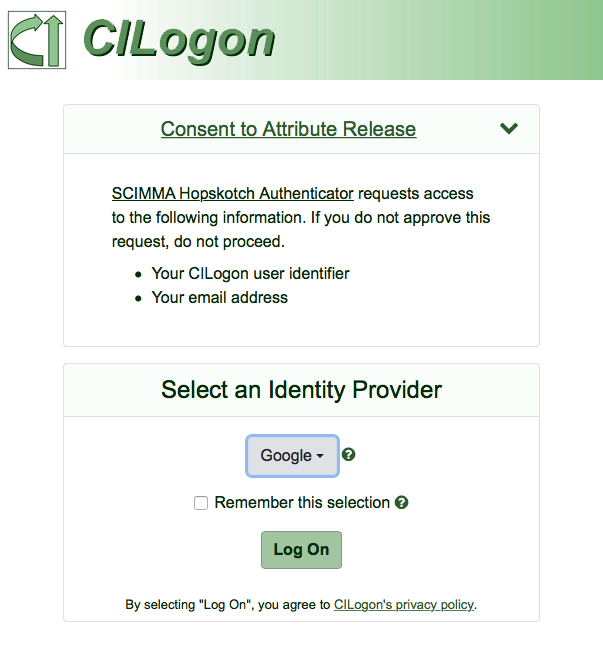 CILogon
Consent to Attribute Release
SCIMMA Hopskotch Authenticator requests access
to the following information. If you do not approve this
request, do not proceed.
• Your CILogon user identifier
• Your email address
Select an Identity Provider
Google
Remember this selection
Log On
By selecting "Log On", you agree to CILogon's privacy policy.